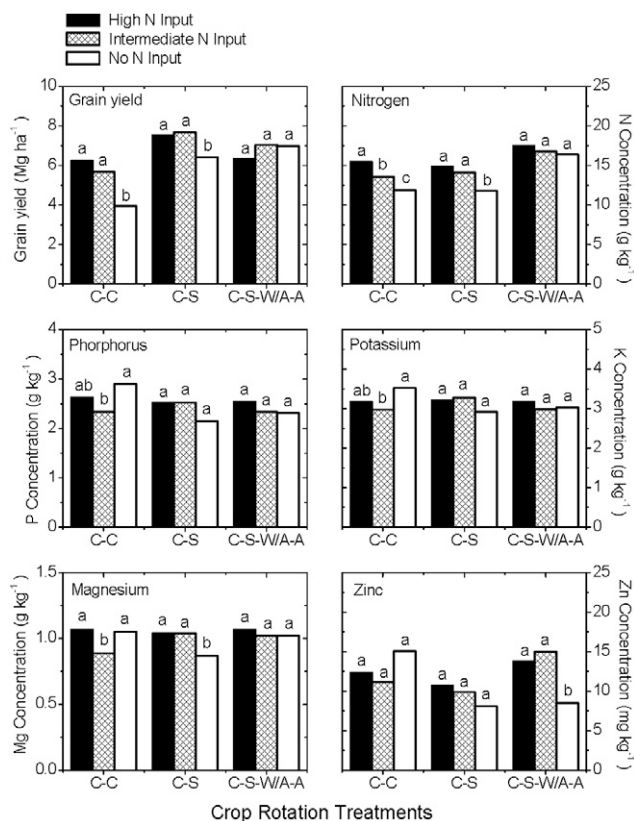 High N Input
Intermediate N Input
No N Input
Grain yield
Grain yield (Mg ha⁻¹)
10
8
6
4
2
0
a a b a a b a a a
C-C C-S C-S-W/A-A
Nitrogen
N Concentration (g kg⁻¹)
25
20
15
10
5
0
a b c a a b a a a
C-C C-S C-S-W/A-A
Phorphorus
P Concentration (g kg⁻¹)
4
3
2
1
0
ab b a a a a a a a
C-C C-S C-S-W/A-A
Potassium
K Concentration (g kg⁻¹)
5
4
3
2
1
0
ab b a a a a a a a
C-C C-S C-S-W/A-A
Magnesium
Mg Concentration (g kg⁻¹)
1.5
1.0
0.5
0.0
a b a a a b a a a
C-C C-S C-S-W/A-A
Zinc
Zn Concentration (mg kg⁻¹)
25
20
15
10
5
0
a a a a a a a a b
C-C C-S C-S-W/A-A
Crop Rotation Treatments